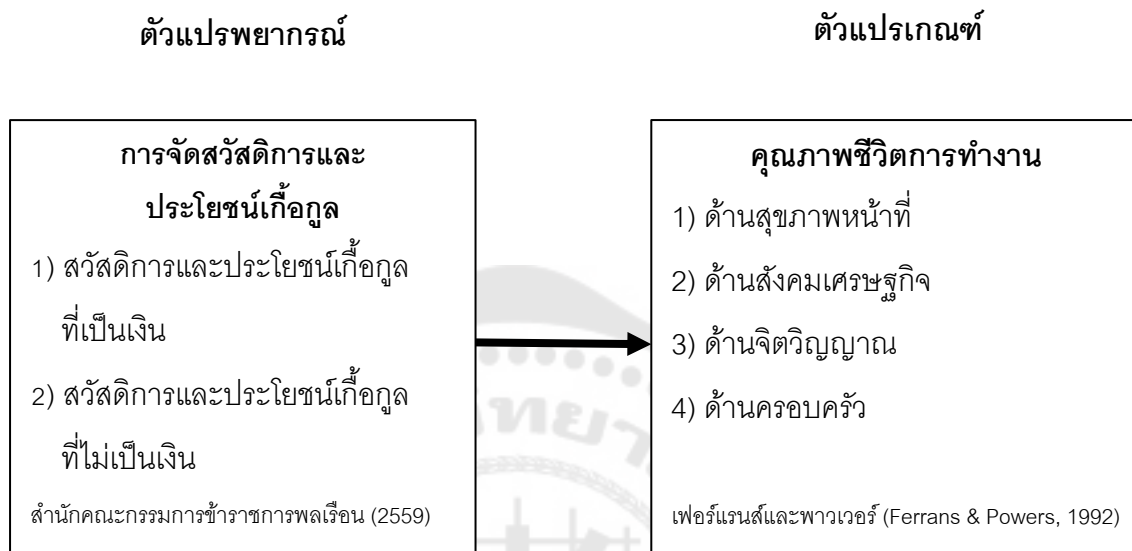 ตัวแปรพยากรณ์
ตัวแปรเกณฑ์
การจัดสวัสดิการและ
ประโยชน์เกื้อกูล
1) สวัสดิการและประโยชน์เกื้อกูล
ที่เป็นเงิน
2) สวัสดิการและประโยชน์เกื้อกูล
ที่ไม่เป็นเงิน
สำนักคณะกรรมการข้าราชการพลเรือน (2559)
คุณภาพชีวิตการทำงาน
1) ด้านสุขภาพหน้าที่
2) ด้านสังคมเศรษฐกิจ
3) ด้านจิตวิญญาณ
4) ด้านครอบครัว
เฟอร์แรนส์และพาวเวอร์ (Ferrans & Powers, 1992)